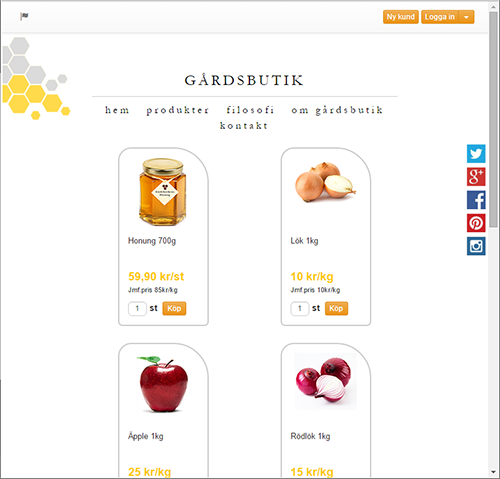 Ny kund Logga in
GÅRDSBUTIK
hem produkter filosofi om gårdsbutik
kontakt
Honung 700g
59,90 kr/st
Jmf.pris 85kr/kg
1 st Köp
Lök 1kg
10 kr/kg
Jmf.pris 10kr/kg
1 st Köp
Äpple 1kg
25 kr/kg
Rödlök 1kg
15 kr/kg